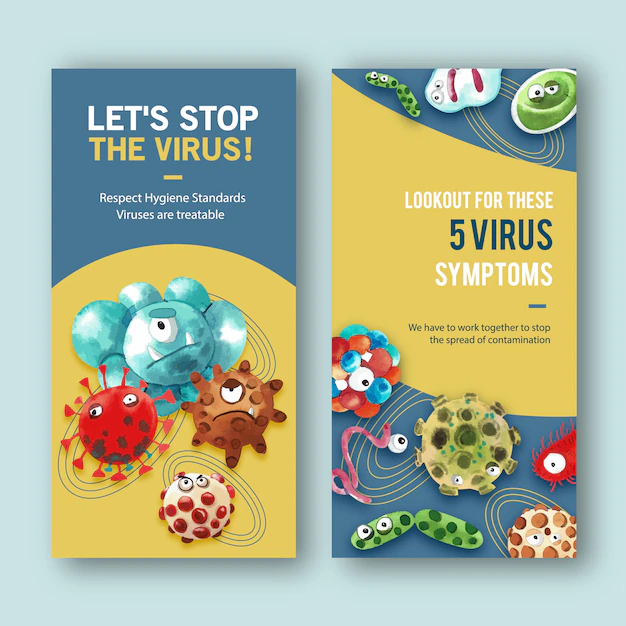 LET'S STOP
THE VIRUS!
Respect Hygiene Standards
Viruses are treatable
LOOKOUT FOR THESE
5 VIRUS
SYMPTOMS
We have to work together to stop
the spread of contamination